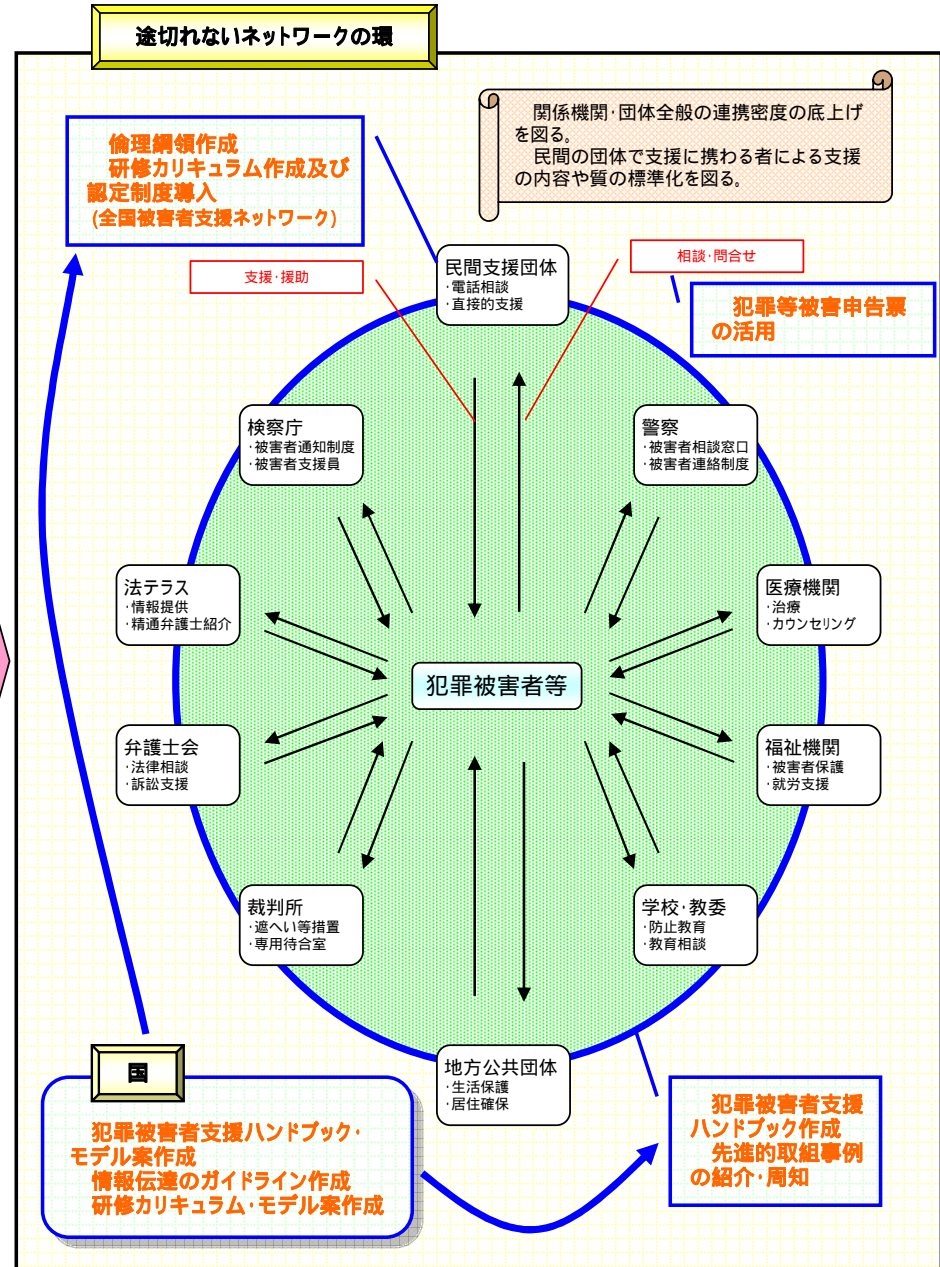 途切れないネットワークの環
関係機関・団体全般の連携密度の底上げ
を図る。
民間の団体で支援に携わる者による支援
の内容や質の標準化を図る。
倫理綱領作成
研修カリキュラム作成及び
認定制度導入
(全国被害者支援ネットワーク)
支援・援助
相談・問合せ
民間支援団体
・電話相談
・直接的支援
犯罪等被害申告票
の活用
検察庁
・被害者通知制度
・被害者支援員
警察
・被害者相談窓口
・被害者連絡制度
法テラス
・情報提供
・精通弁護士紹介
医療機関
・治療
・カウンセリング
犯罪被害者等
弁護士会
・法律相談
・訴訟支援
福祉機関
・被害者保護
・就労支援
裁判所
・遮へい等措置
・専用待合室
学校・教委
・防止教育
・教育相談
地方公共団体
・生活保護
・居住確保
国
犯罪被害者支援ハンドブック・
モデル案作成
情報伝達のガイドライン作成
研修カリキュラム・モデル案作成
犯罪被害者支援
ハンドブック作成
先進的取組事例
の紹介・周知